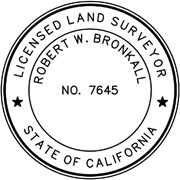 LICENSED LAND SURVEYOR
ROBERT W. BRONKALL
NO. 7645
STATE OF CALIFORNIA